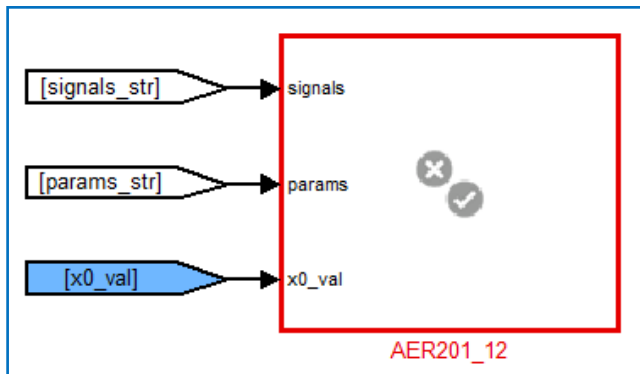 [signals_str]
signals
[params_str]
params
[x0_val]
x0_val
AER201_12